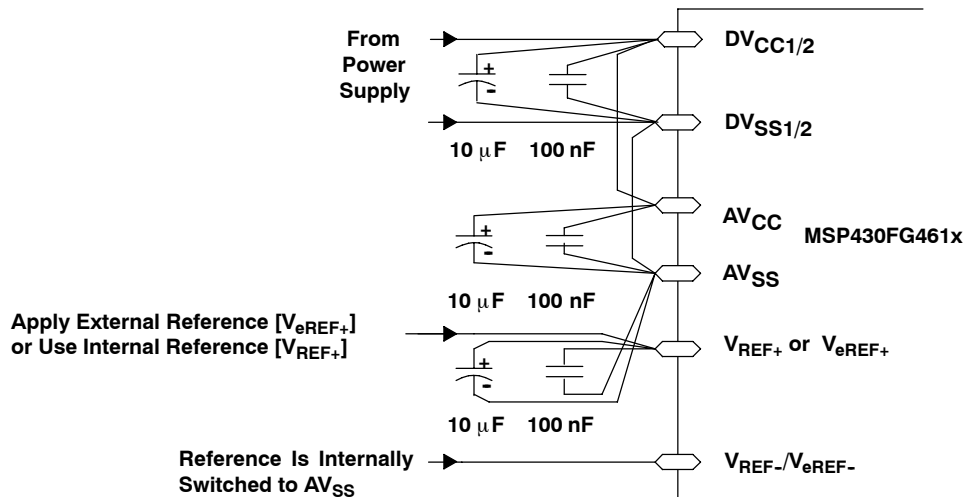 From
Power
Supply
DVCC1/2
+
-
DVSS1/2
10 μF 100 nF
AVCC
MSP430FG461x
+
-
AVSS
10 μF 100 nF
Apply External Reference [VeREF+]
or Use Internal Reference [VREF+]
VREF+ or VeREF+
+
-
10 μF 100 nF
Reference Is Internally
Switched to AVSS
VREF-/VeREF-